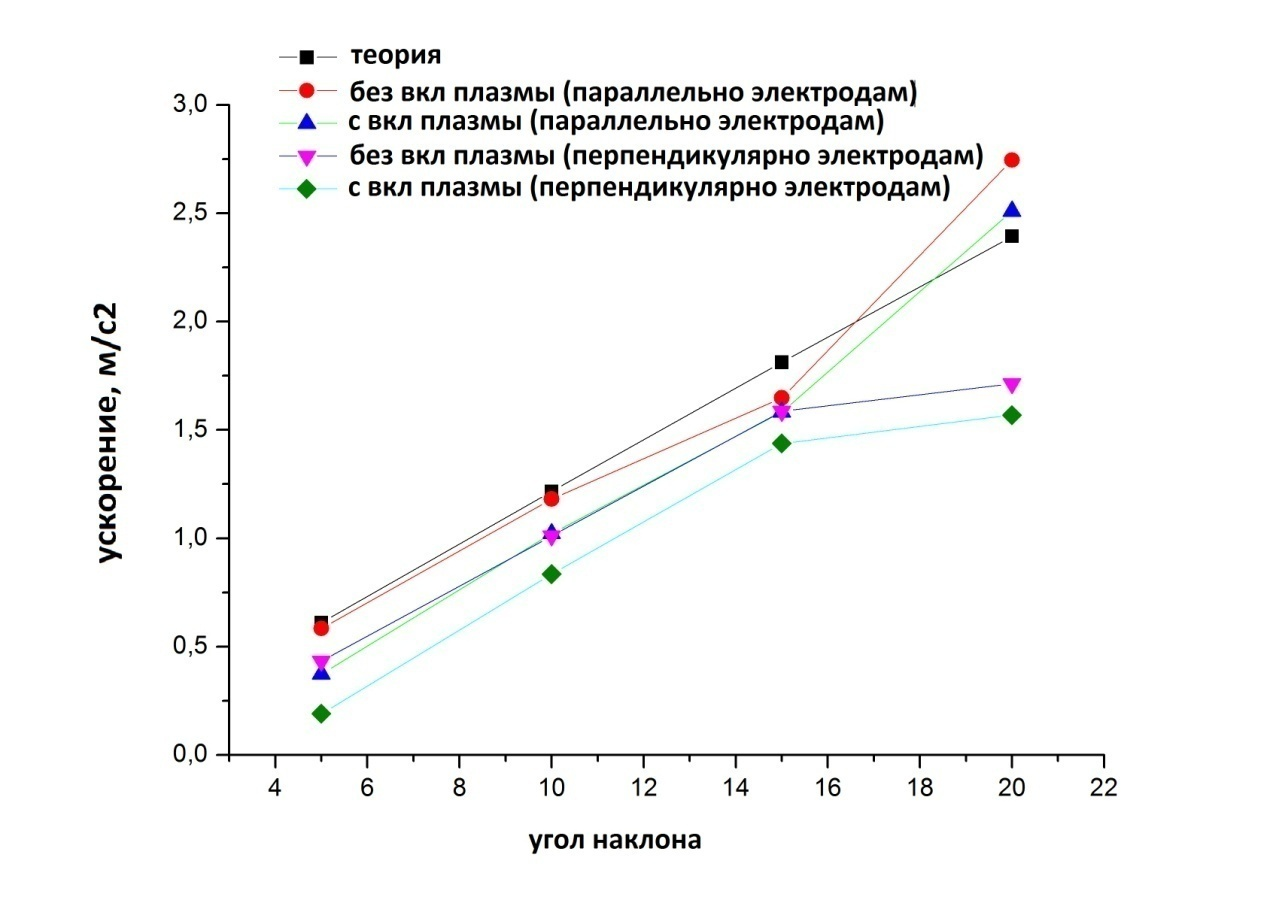 теория
без вкл плазмы (параллельно электродам)
с вкл плазмы (параллельно электродам)
без вкл плазмы (перпендикулярно электродам)
с вкл плазмы (перпендикулярно электродам)
3,0
2,5
2,0
1,5
1,0
0,5
0,0
ускорение, м/с2
4 6 8 10 12 14 16 18 20 22
угол наклона